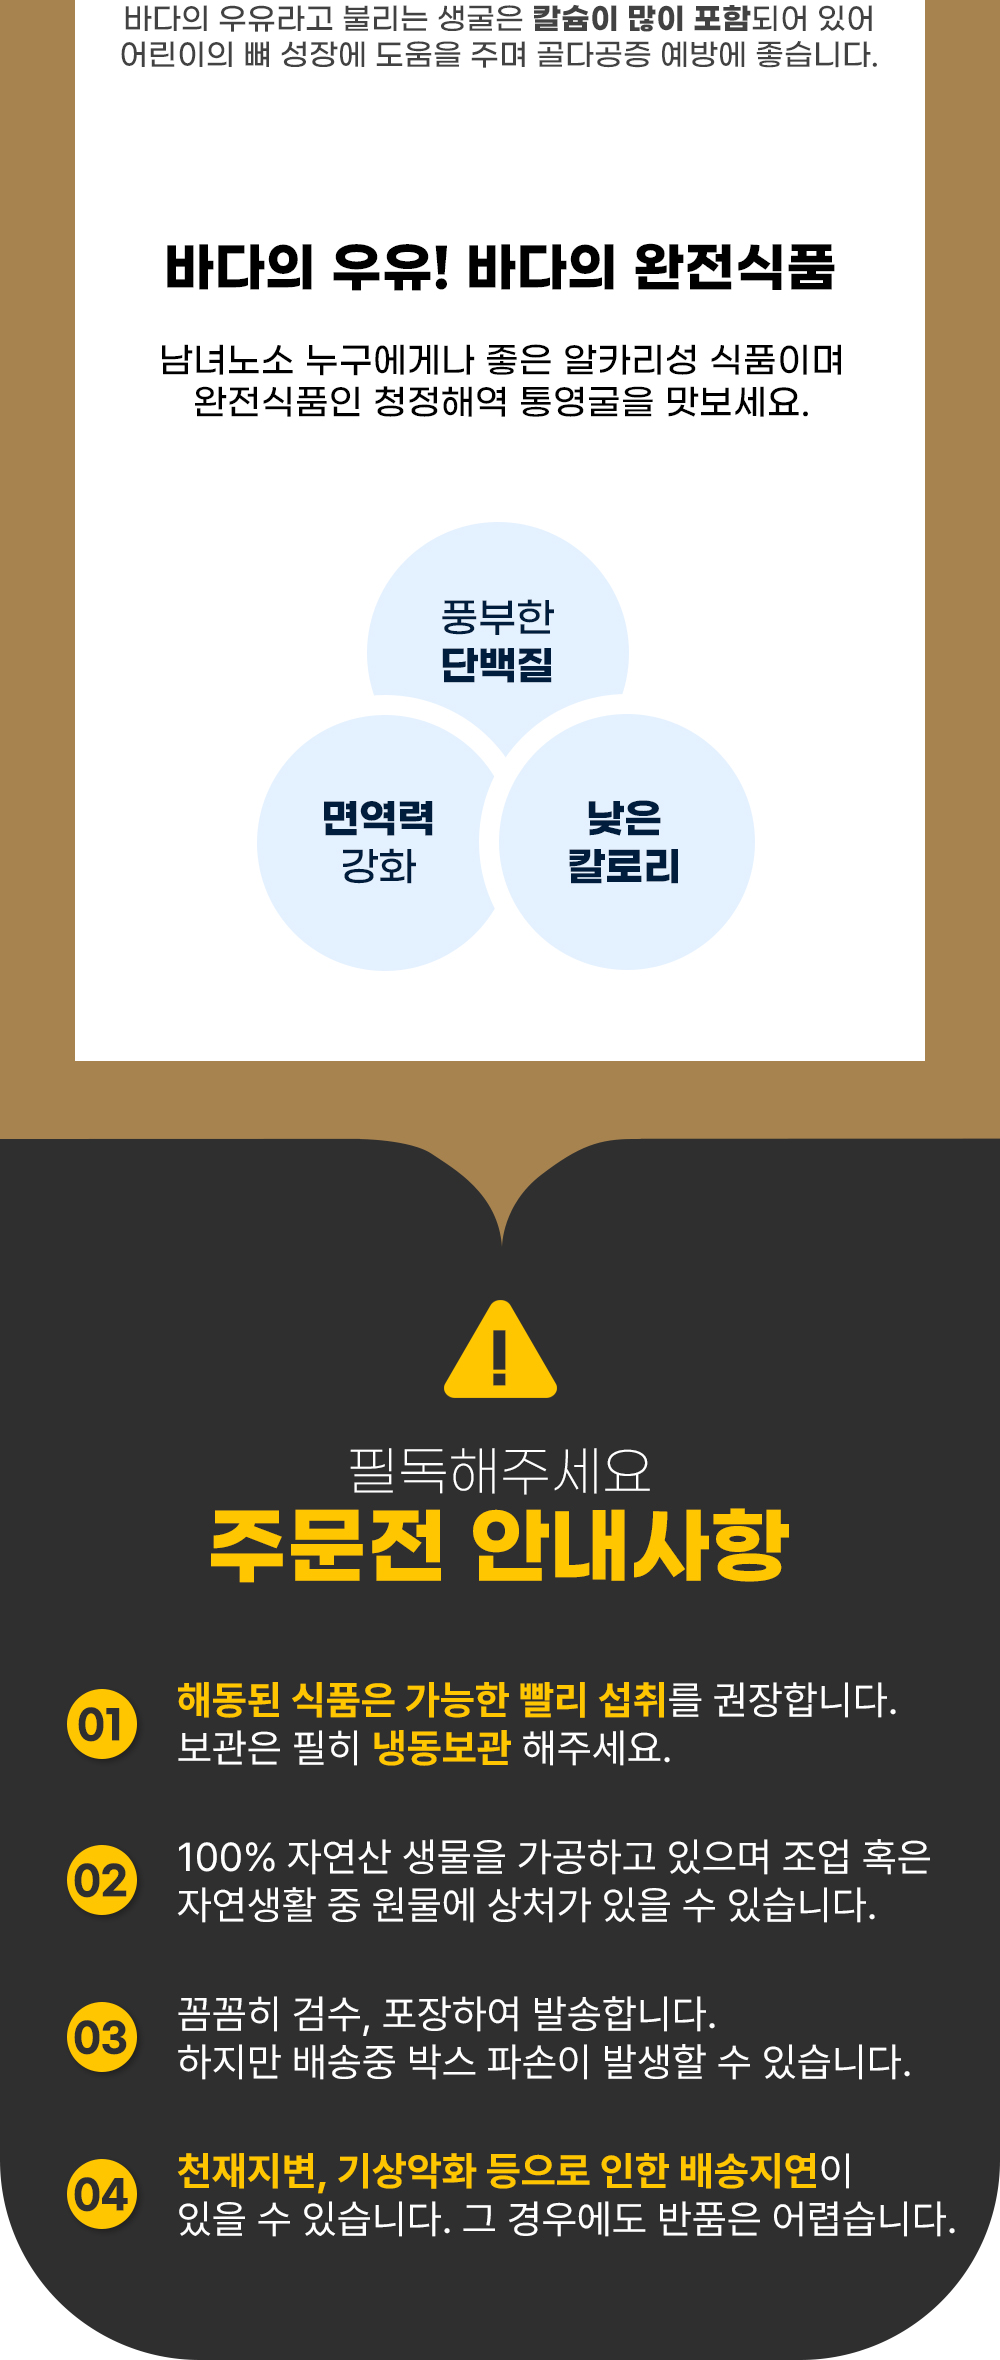 바다의 우유라고 불리는 생굴은 칼슘이 많이 포함되어 있어
어린이의 뼈 성장에 도움을 주며 골다공증 예방에 좋습니다.
바다의 우유! 바다의 완전식품
남녀노소 누구에게나 좋은 알카리성 식품이며
완전식품인 청정해역 통영굴을 맛보세요.
풍부한
단백질
면역력
강화
낮은
칼로리
필독해주세요
주문전 안내사항
01
해동된 식품은 가능한 빨리 섭취를 권장합니다.
보관은 필히 냉동보관 해주세요.
02
100% 자연산 생물을 가공하고 있으며 조업 혹은
자연생활 중 원물에 상처가 있을 수 있습니다.
03
꼼꼼히 검수, 포장하여 발송합니다.
하지만 배송중 박스 파손이 발생할 수 있습니다.
04
천재지변, 기상악화 등으로 인한 배송지연이
있을 수 있습니다. 그 경우에도 반품은 어렵습니다.